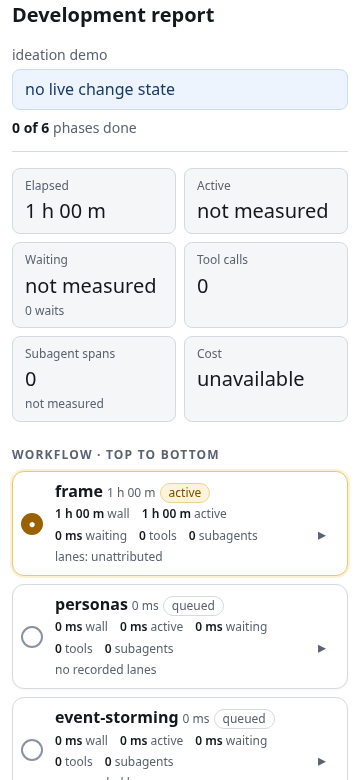 Development report
ideation demo
no live change state
0 of 6 phases done
Elapsed
1 h 00 m
Active
not measured
Waiting
not measured
0 waits
Tool calls
0
Subagent spans
0
not measured
Cost
unavailable
WORKFLOW · TOP TO BOTTOM
frame 1 h 00 m active
1 h 00 m wall 1 h 00 m active
0 ms waiting 0 tools 0 subagents
lanes: unattributed
personas 0 ms queued
0 ms wall 0 ms active 0 ms waiting
0 tools 0 subagents
no recorded lanes
event-storming 0 ms queued
0 ms wall 0 ms active 0 ms waiting
0 tools 0 subagents